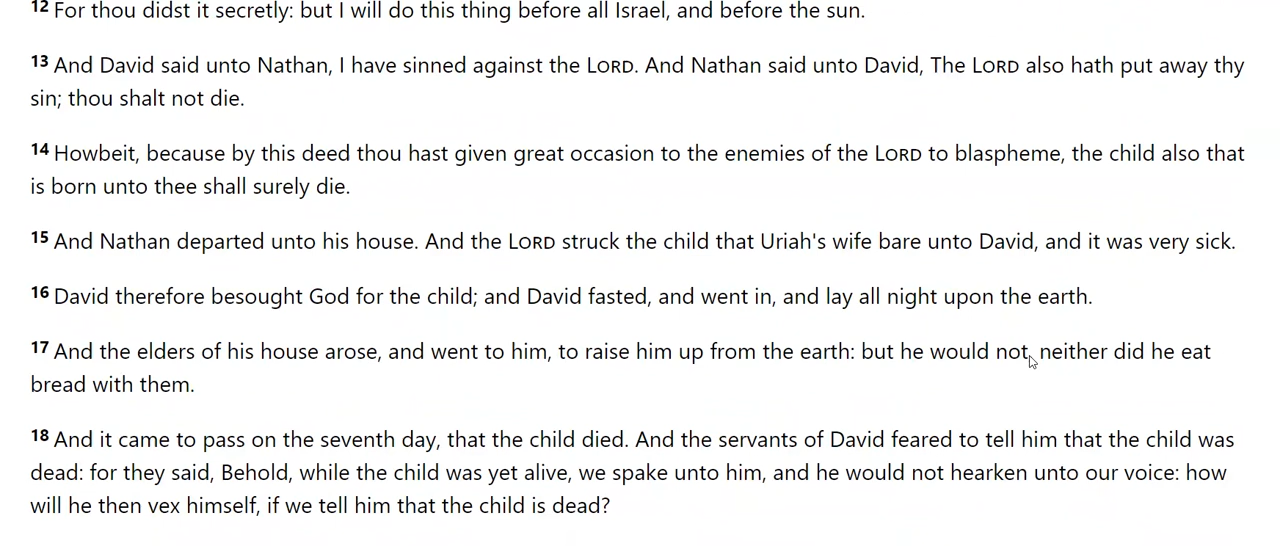 12 For thou didst it secretly: but I will do this thing before all Israel, and before the sun.
13 And David said unto Nathan, I have sinned against the LORD. And Nathan said unto David, The LORD also hath put away thy
sin; thou shalt not die.
14 Howbeit, because by this deed thou hast given great occasion to the enemies of the LORD to blaspheme, the child also that
is born unto thee shall surely die.
15 And Nathan departed unto his house. And the LORD struck the child that Uriah's wife bare unto David, and it was very sick.
16 David therefore besought God for the child; and David fasted, and went in, and lay all night upon the earth.
17 And the elders of his house arose, and went to him, to raise him up from the earth: but he would not, neither did he eat
bread with them.
18 And it came to pass on the seventh day, that the child died. And the servants of David feared to tell him that the child was
dead: for they said, Behold, while the child was yet alive, we spake unto him, and he would not hearken unto our voice: how
will he then vex himself, if we tell him that the child is dead?